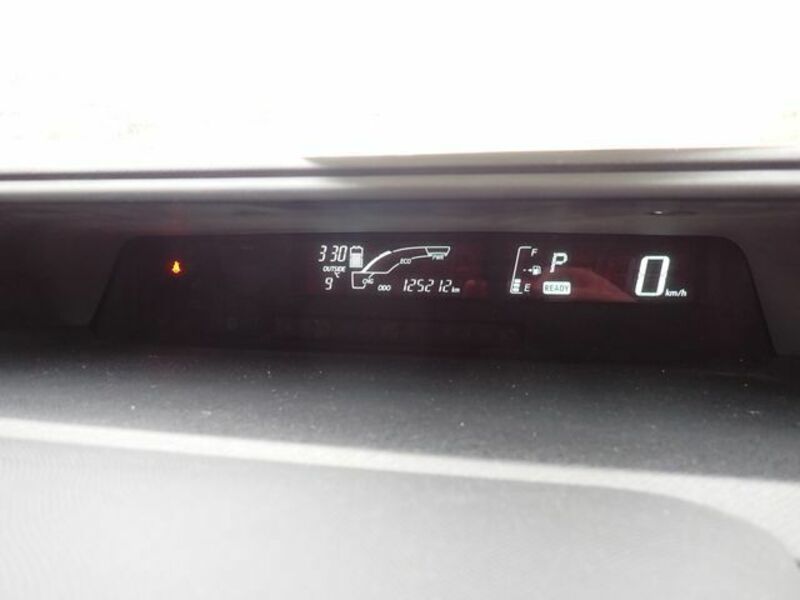 3:30
OUTSIDE
9 °C
ECO
PWR
CHG
ODO 125212 km
F
E
P
READY
0 km/h